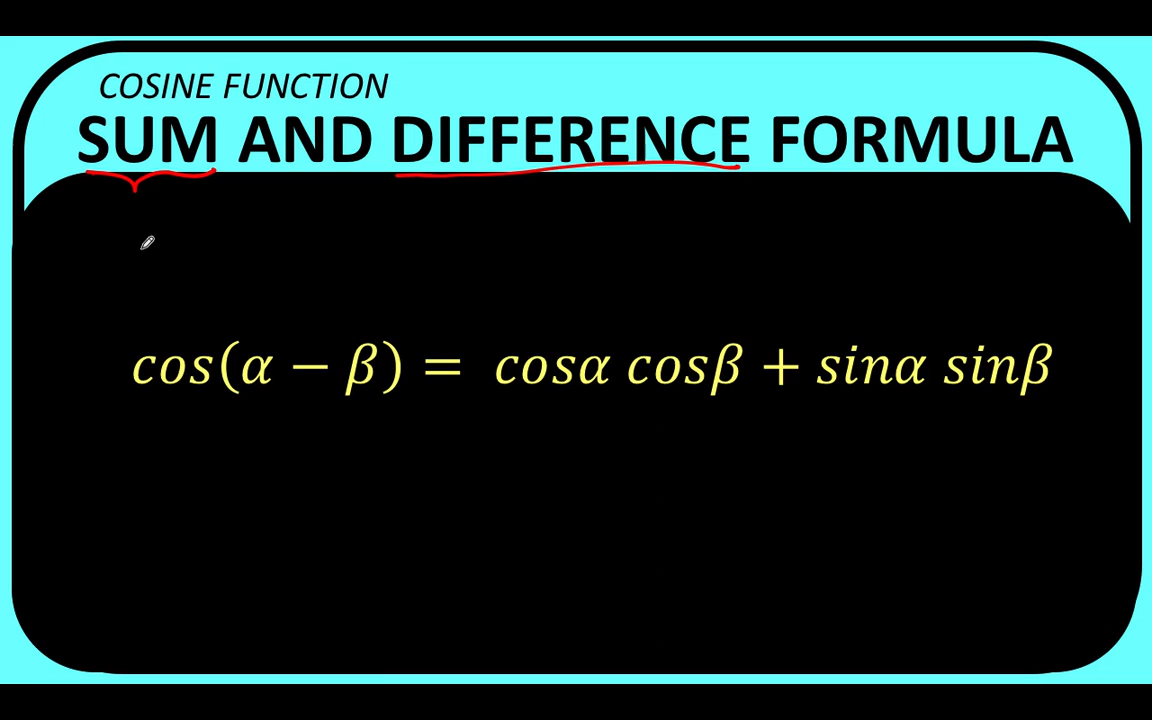 COSINE FUNCTION
SUM AND DIFFERENCE FORMULA
cos(α − β) = cosα cosβ + sinα sinβ